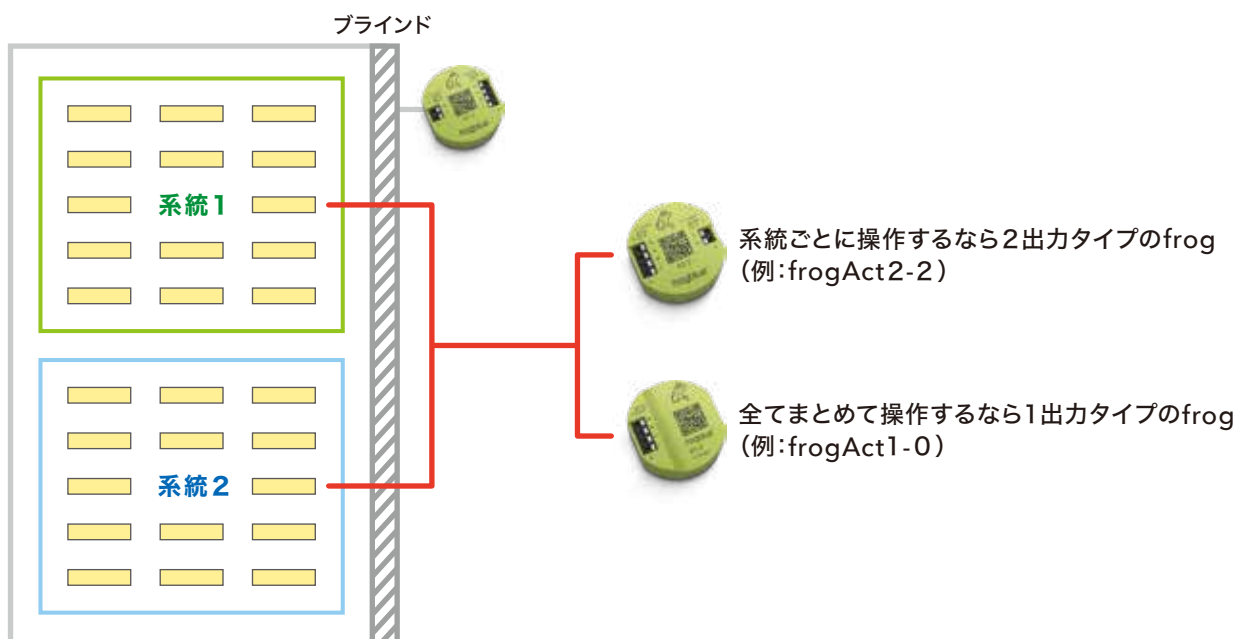 ブラインド
系統1
系統2
系統ごとに操作するなら2出力タイプのfrog
（例：frogAct2-2）
全てまとめて操作するなら1出力タイプのfrog
（例：frogAct1-0）